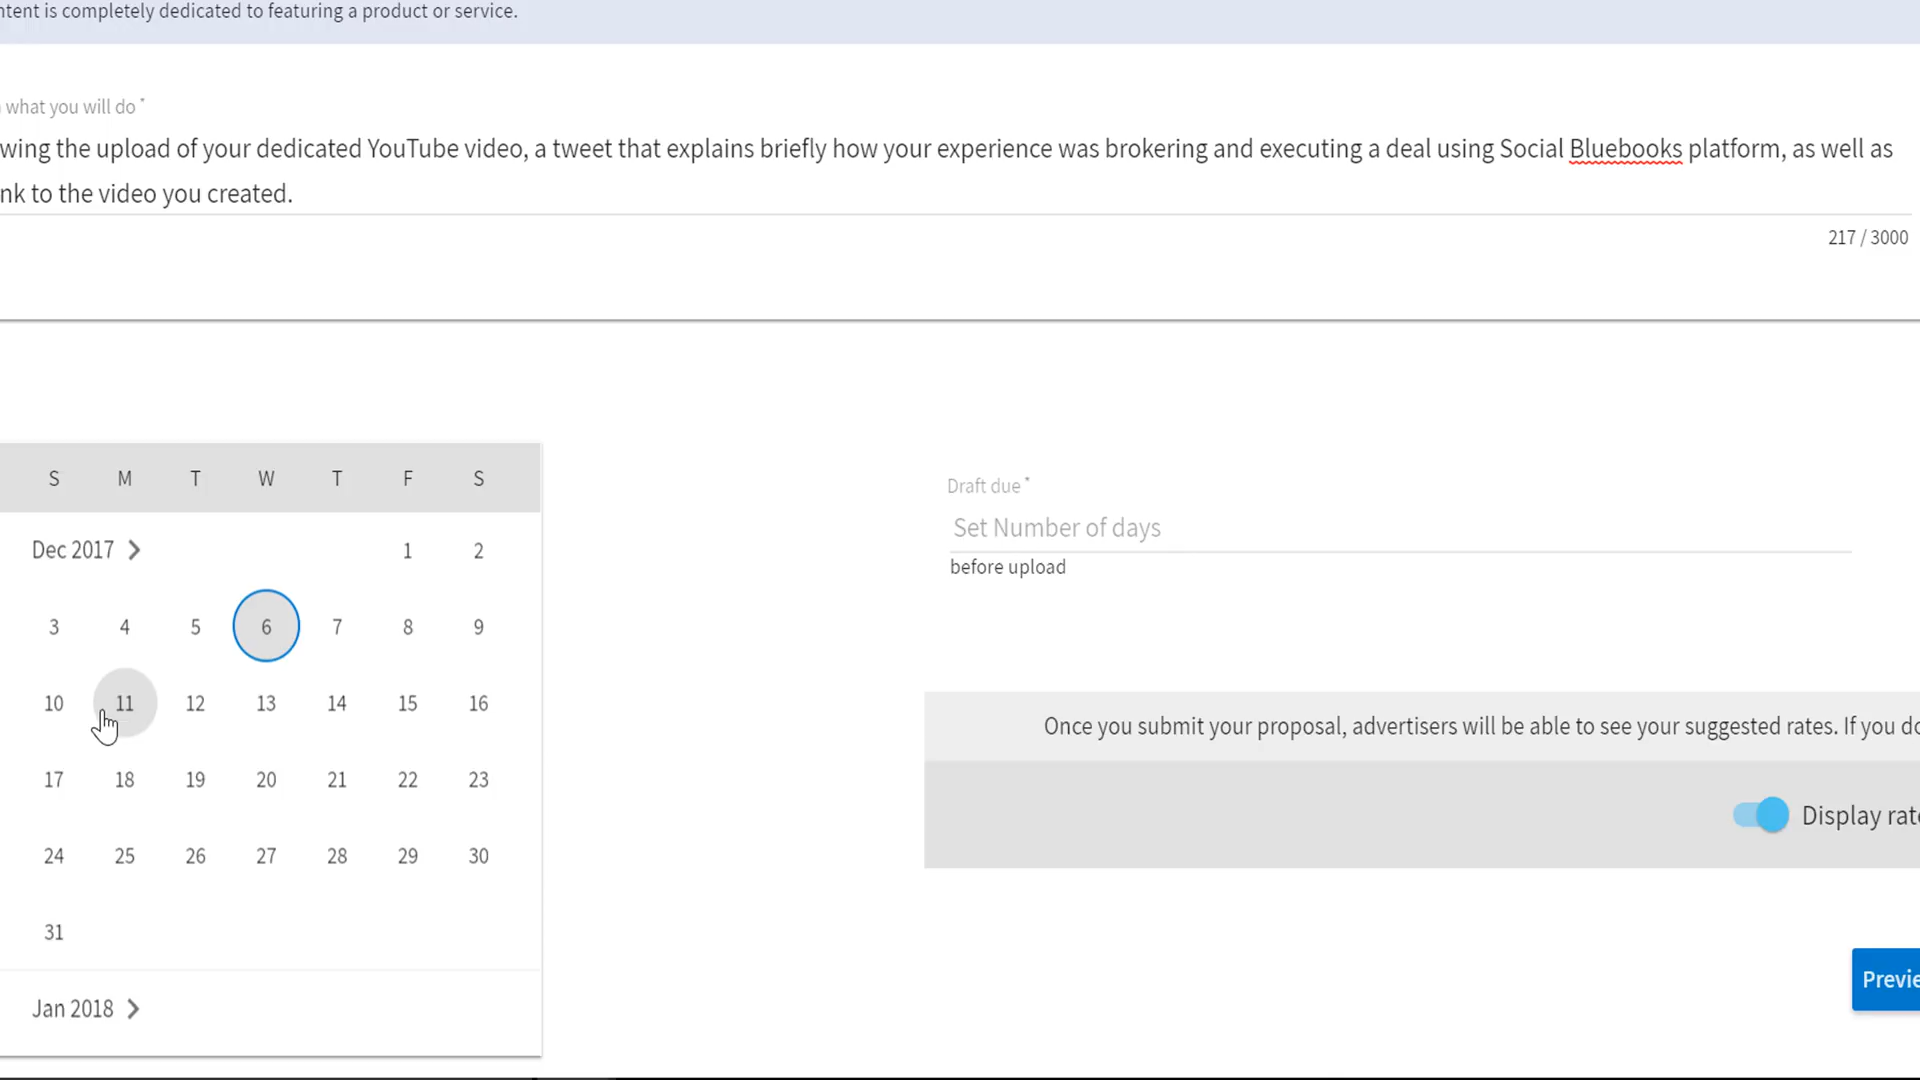 ntent is completely dedicated to featuring a product or service.
what you will do *
wing the upload of your dedicated YouTube video, a tweet that explains briefly how your experience was brokering and executing a deal using Social Bluebooks platform, as well as
nk to the video you created.
217 / 3000
S M T W T F S
Dec 2017 1 2
3 4 5 6 7 8 9
10 11 12 13 14 15 16
17 18 19 20 21 22 23
24 25 26 27 28 29 30
31
Jan 2018
Draft due *
Set Number of days
before upload
Once you submit your proposal, advertisers will be able to see your suggested rates. If you do
Display rate
Previe